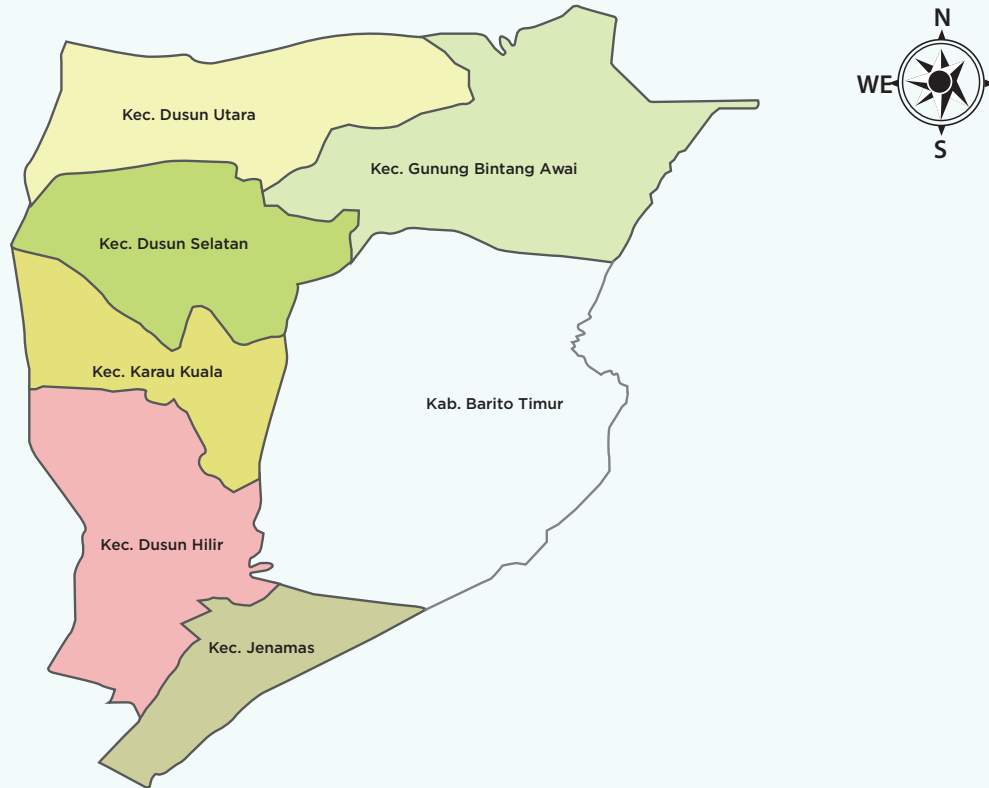 N
WE
S
Kec. Dusun Utara
Kec. Gunung Bintang Awai
Kec. Dusun Selatan
Kec. Karau Kuala
Kab. Barito Timur
Kec. Dusun Hilir
Kec. Jenamas